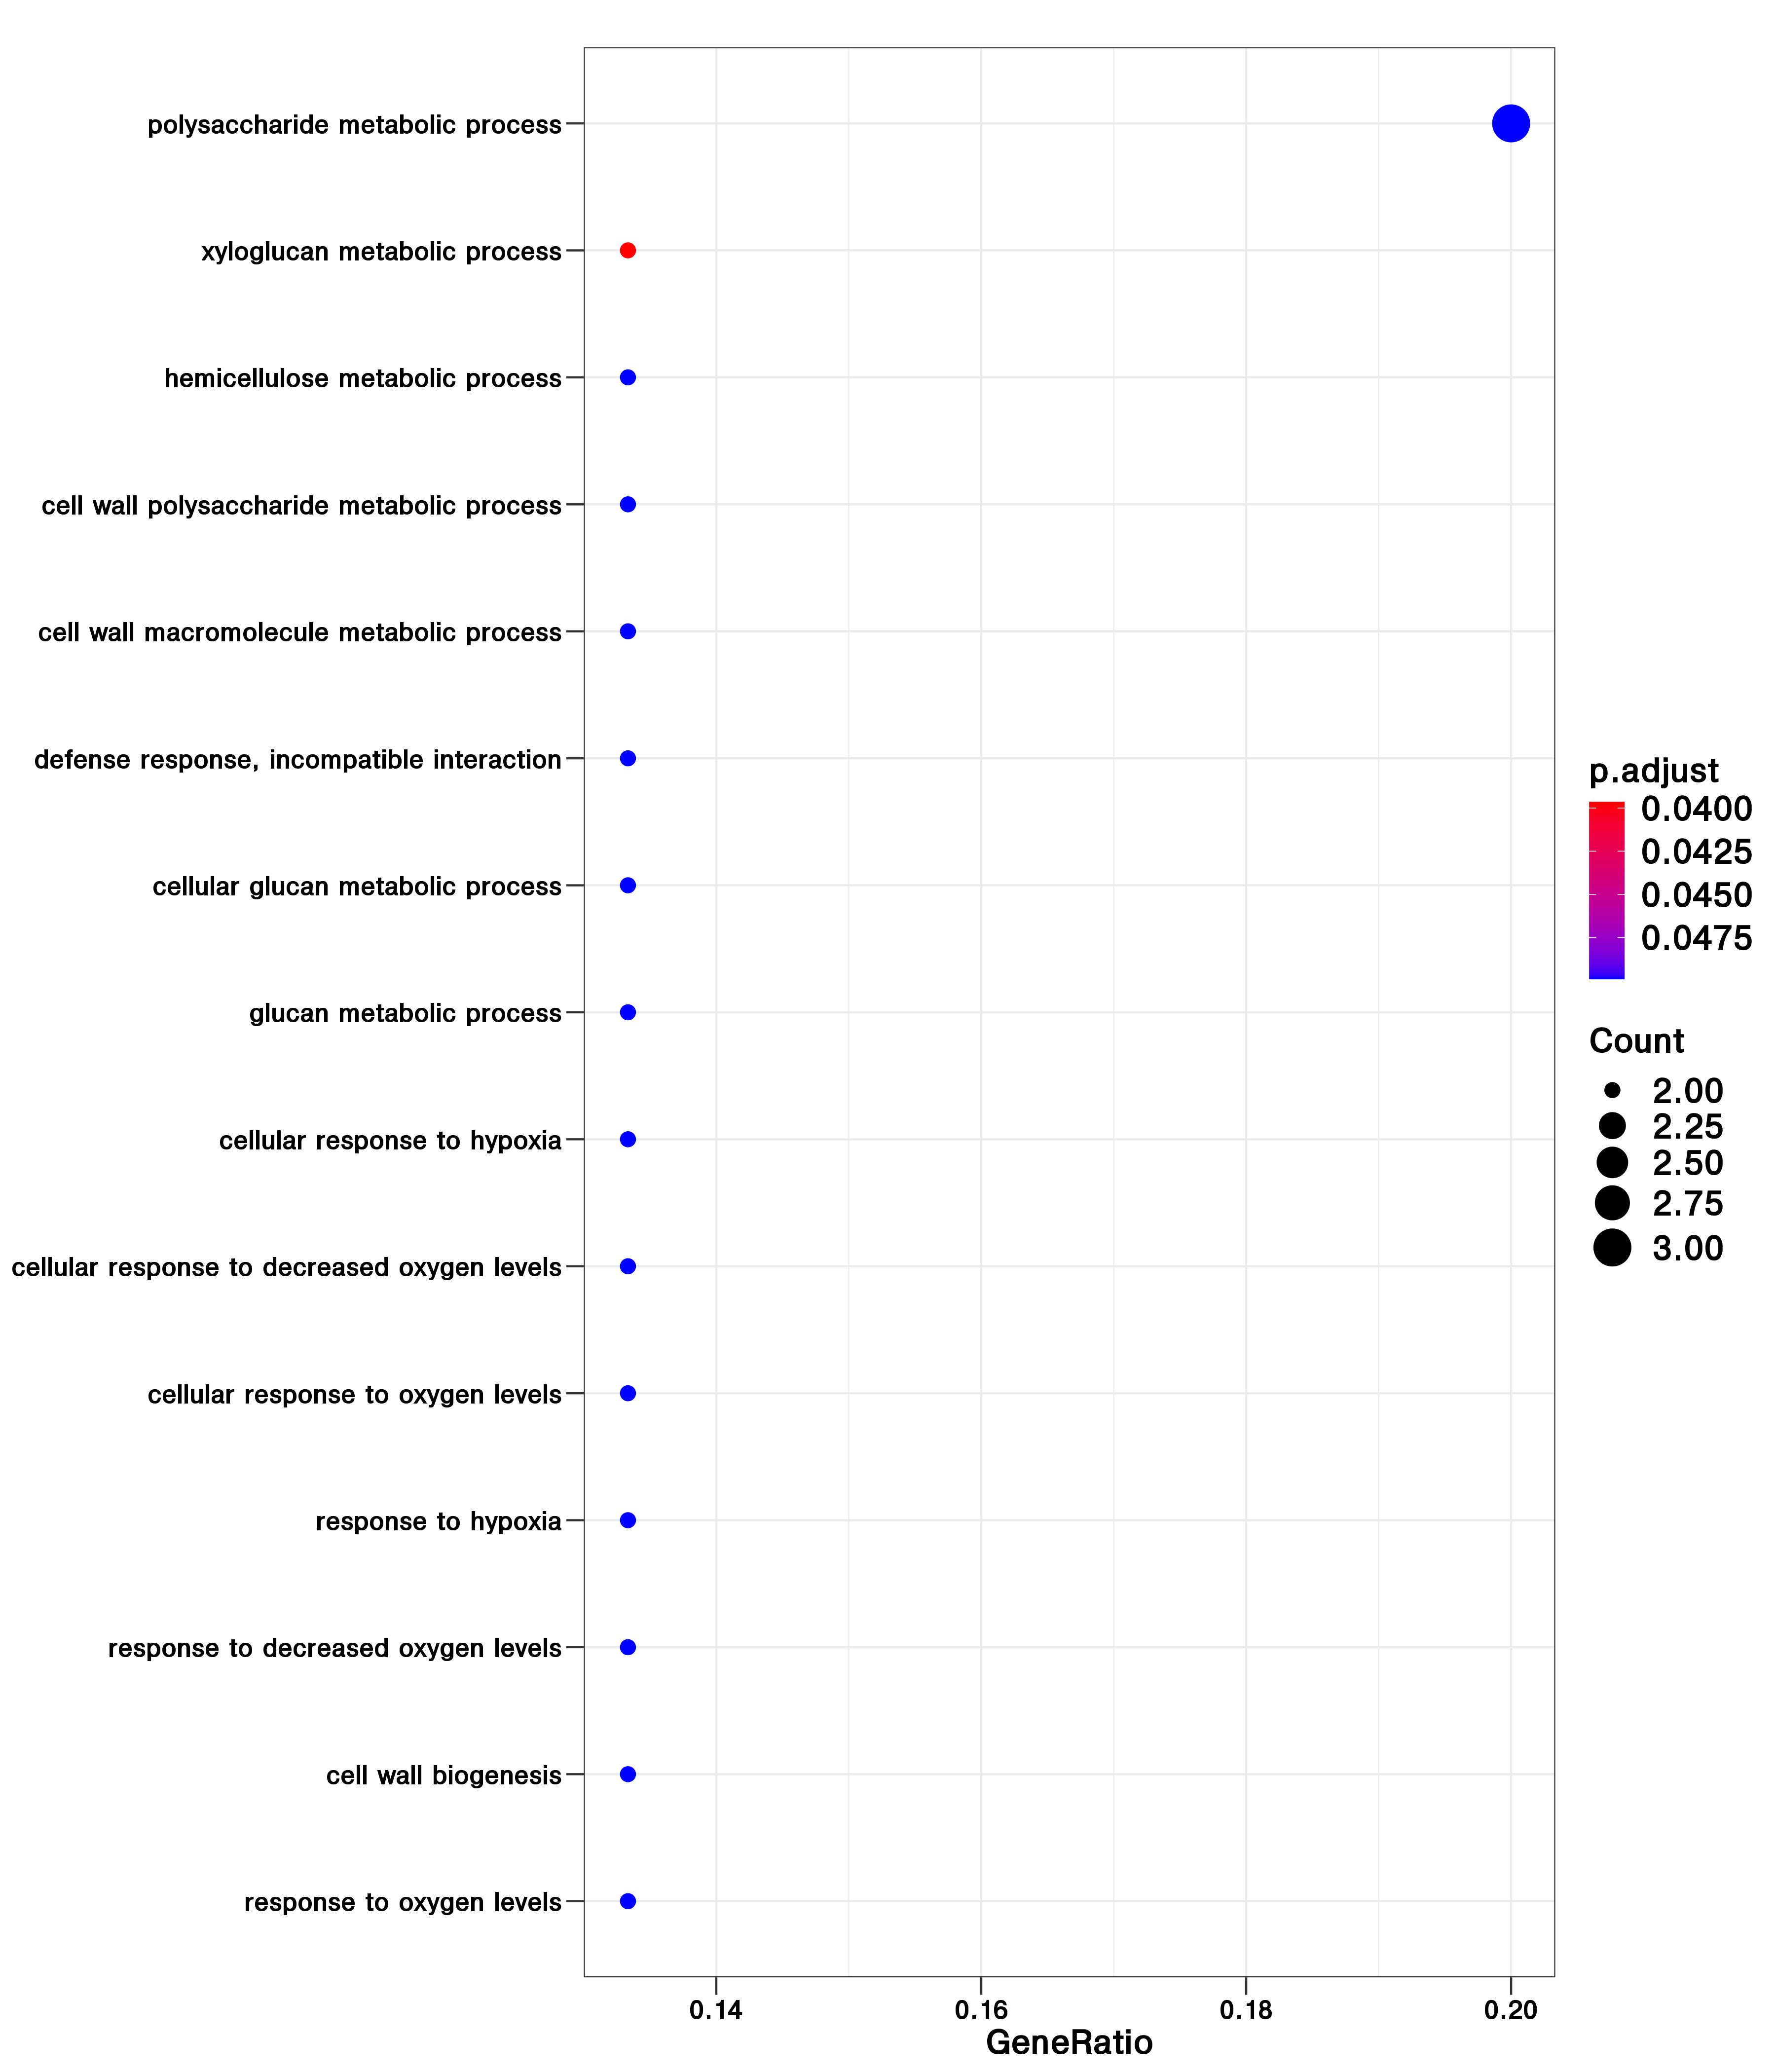 polysaccharide metabolic process
xyloglucan metabolic process
hemicellulose metabolic process
cell wall polysaccharide metabolic process
cell wall macromolecule metabolic process
defense response, incompatible interaction
cellular glucan metabolic process
glucan metabolic process
cellular response to hypoxia
cellular response to decreased oxygen levels
cellular response to oxygen levels
response to hypoxia
response to decreased oxygen levels
cell wall biogenesis
response to oxygen levels
0.14
0.16
0.18
0.20
GeneRatio
p.adjust
0.0400
0.0425
0.0450
0.0475
Count
2.00
2.25
2.50
2.75
3.00